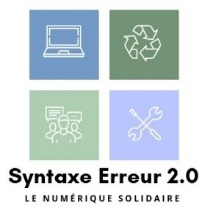 Syntaxe Erreur 2.0
LE NUMÉRIQUE SOLIDAIRE